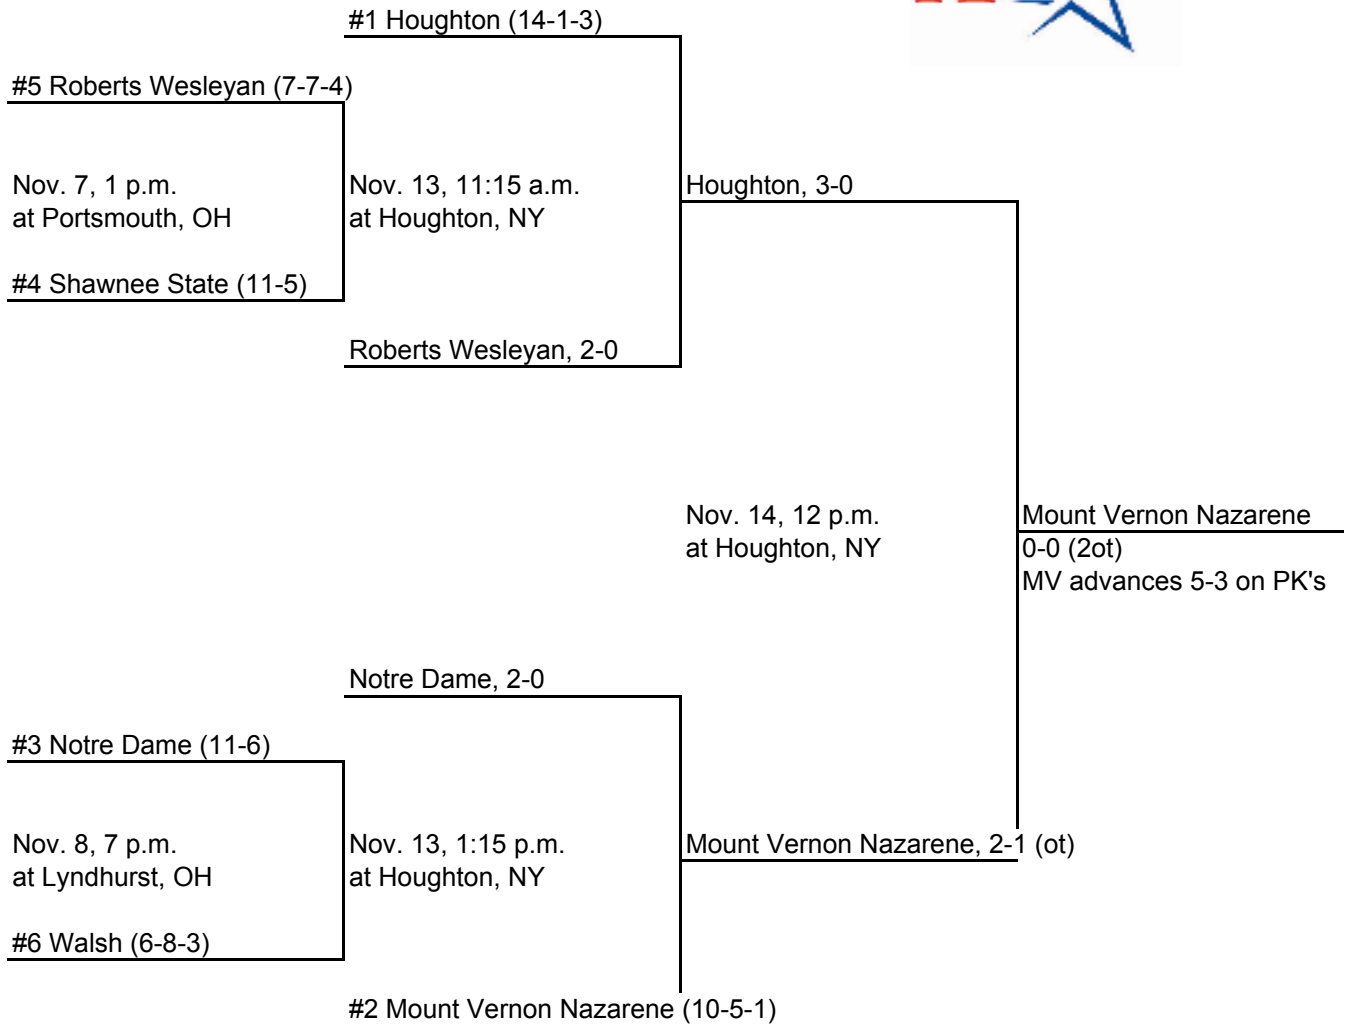 #1 Houghton (14-1-3)
#5 Roberts Wesleyan (7-7-4)
Nov. 7, 1 p.m.
at Portsmouth, OH
Nov. 13, 11:15 a.m.
at Houghton, NY
Houghton, 3-0
#4 Shawnee State (11-5)
Roberts Wesleyan, 2-0
Nov. 14, 12 p.m.
at Houghton, NY
Mount Vernon Nazarene
0-0 (2ot)
MV advances 5-3 on PK's
Notre Dame, 2-0
#3 Notre Dame (11-6)
Nov. 8, 7 p.m.
at Lyndhurst, OH
Nov. 13, 1:15 p.m.
at Houghton, NY
Mount Vernon Nazarene, 2-1 (ot)
#6 Walsh (6-8-3)
#2 Mount Vernon Nazarene (10-5-1)